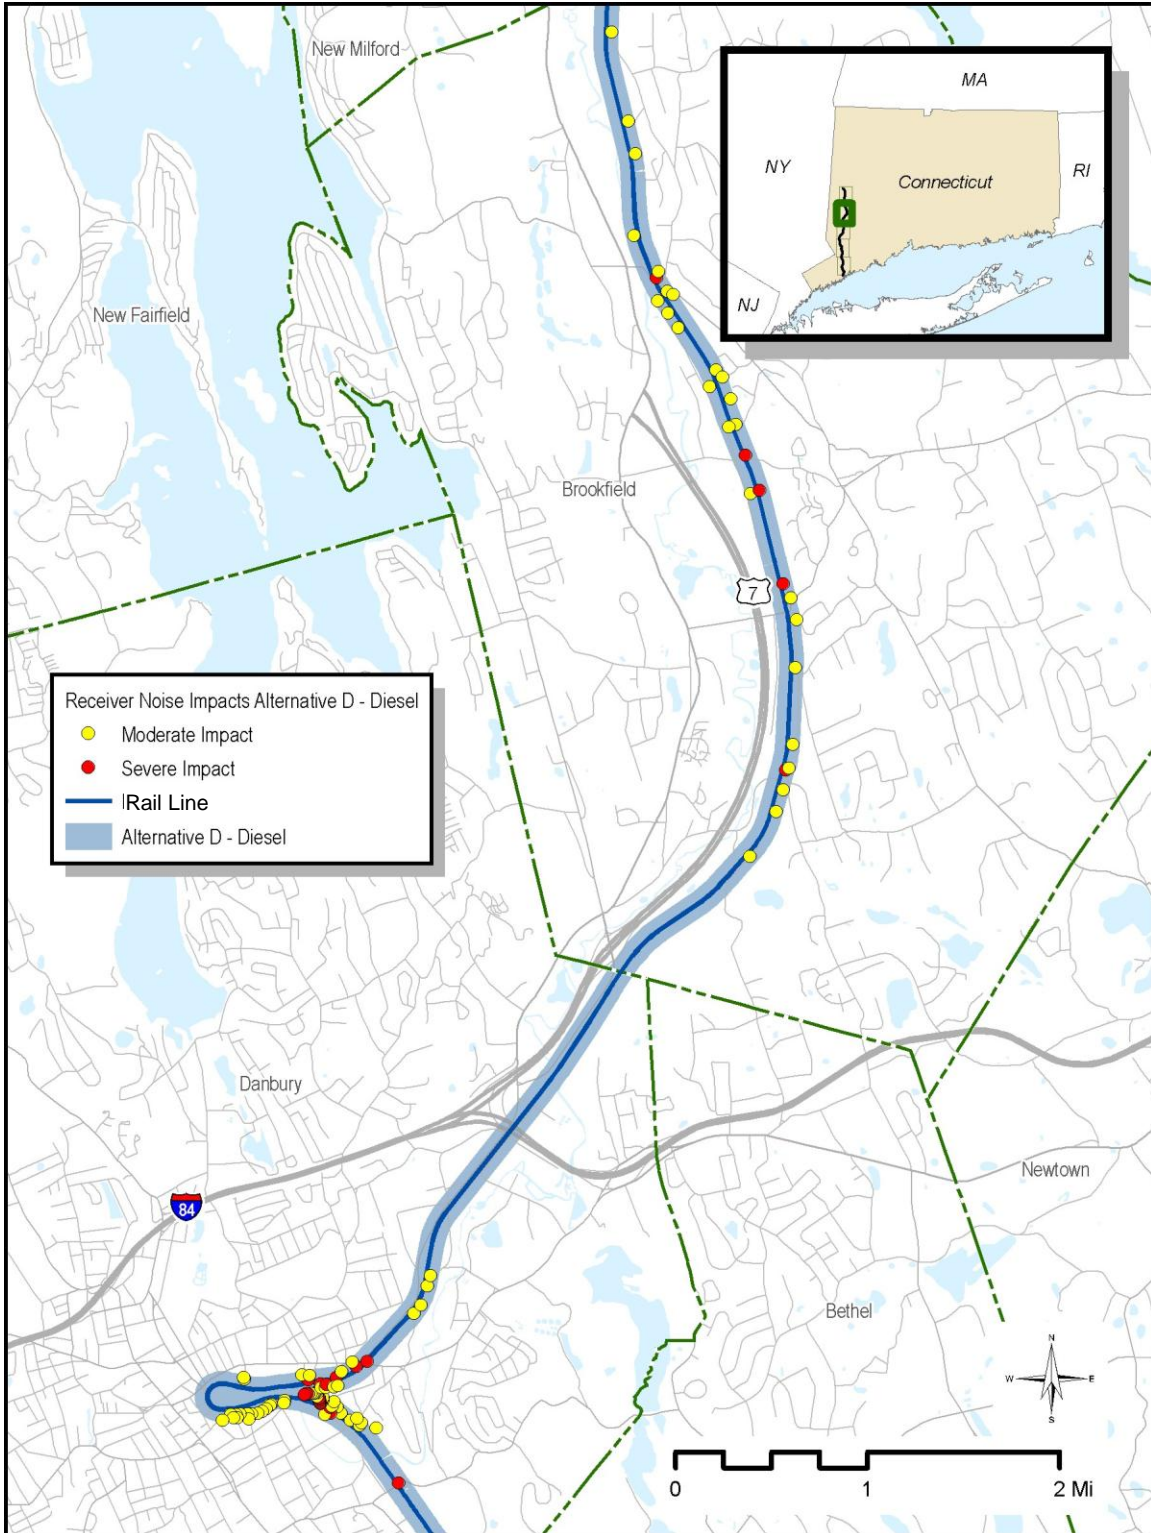 New Milford
MA
NY
Connecticut
RI
NJ
New Fairfield
Brookfield
7
Receiver Noise Impacts Alternative D - Diesel
Moderate Impact
Severe Impact
Rail Line
Alternative D - Diesel
Danbury
84
Newtown
Bethel
N
W
E
S
0
1
2 Mi